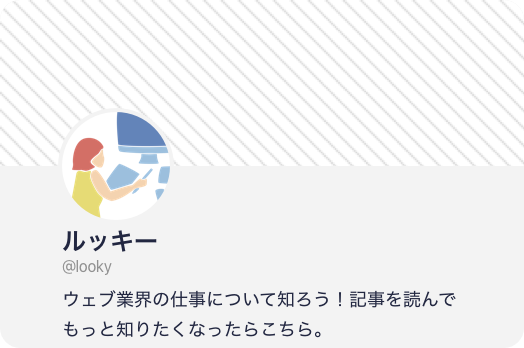 ルッキー
@looky
ウェブ業界の仕事について知ろう！記事を読んで
もっと知りたくなったらこちら。